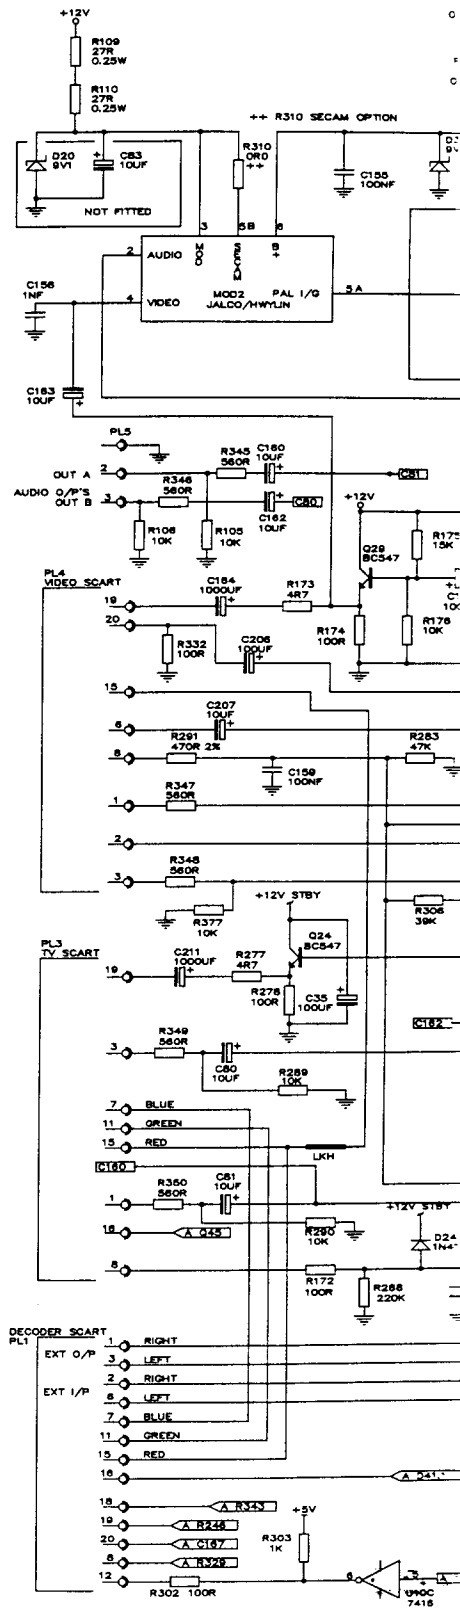 +12V
R109
27R
0.25W
R110
27R
0.25W
++ R310 SECAM OPTION
D20
9V1
C83
10UF
R310
0R0
++
C155
100NF
9V
NOT FITTED
3
5B
6
MOD
SECAM
B+
2
AUDIO
C156
1NF
4
VIDEO
PAL I/G
5A
MOD2
JALCO/HWYLIN
C163
10UF
PL5
OUT A
2
R345
560R
C160
10UF
C81
AUDIO O/P'S
OUT B
3
R346
560R
C162
10UF
C80
+12V
R106
10K
R105
10K
Q29
BC547
R175
15K
PL4
VIDEO SCART
C164
1000UF
R173
4R7
19
20
R332
100R
C206
100UF
R174
100R
R176
10K
15
C207
10UF
6
R291
470R 2%
R283
47K
8
C159
100NF
R347
560R
1
2
R348
560R
3
R377
10K
+12V STBY
R306
39K
PL3
TV SCART
Q24
BC547
C211
1000UF
R277
4R7
19
R276
100R
C35
100UF
C162
R349
560R
3
C80
10UF
R289
10K
7
BLUE
11
GREEN
15
RED
LKH
C160
R350
560R
C81
10UF
1
+12V STBY
16
A Q45
R290
10K
D24
8
R172
100R
R288
220K
DECODER SCART
PL1
EXT O/P
1
RIGHT
3
LEFT
EXT I/P
2
RIGHT
6
LEFT
7
BLUE
11
GREEN
15
RED
16
18
A R343
+5V
19
A R246
R303
1K
20
A C167
8
A R329
12
R302 100R
6
5
7416